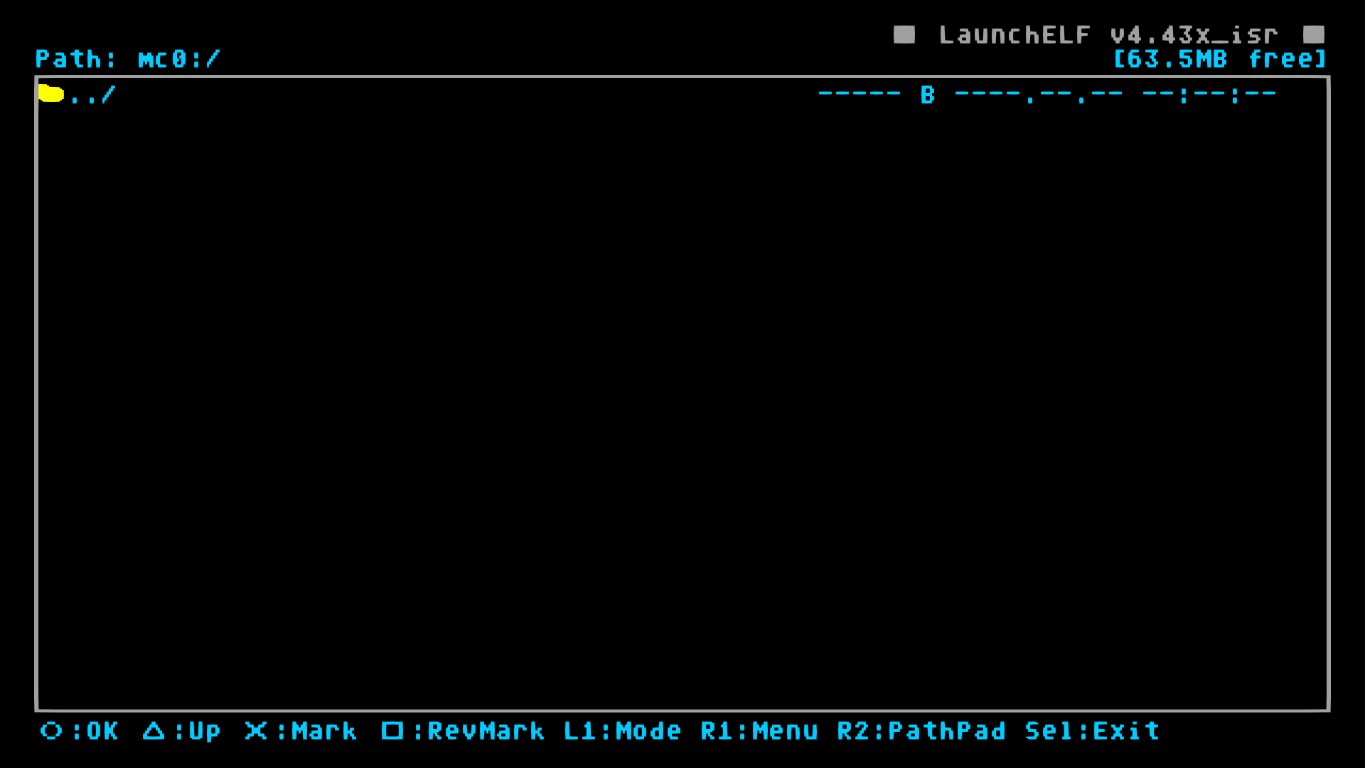 ■ LaunchELF v4.43x_isr ■
Path: mc0:/ [63.5MB free]
../ ----- B ----.--.-- --:--:--
○:OK △:Up ×:Mark □:RevMark L1:Mode R1:Menu R2:PathPad Sel:Exit